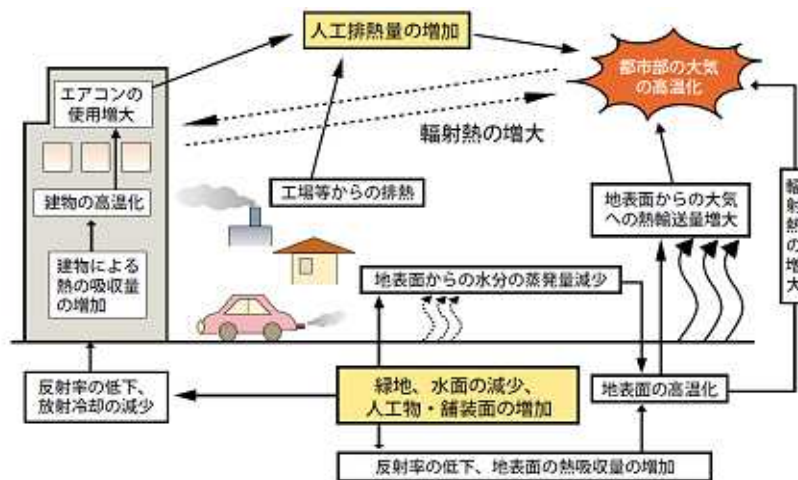 人工排熱量の増加
都市部の大気
の高温化
エアコンの
使用増大
輻射熱の増大
建物の高温化
工場等からの排熱
地表面からの大気
への熱輸送量増大
輻射熱の増大
建物による
熱の吸収量
の増加
地表面からの水分の蒸発量減少
反射率の低下、
放射冷却の減少
緑地、水面の減少、
人工物・舗装面の増加
地表面の高温化
反射率の低下、地表面の熱吸収量の増加